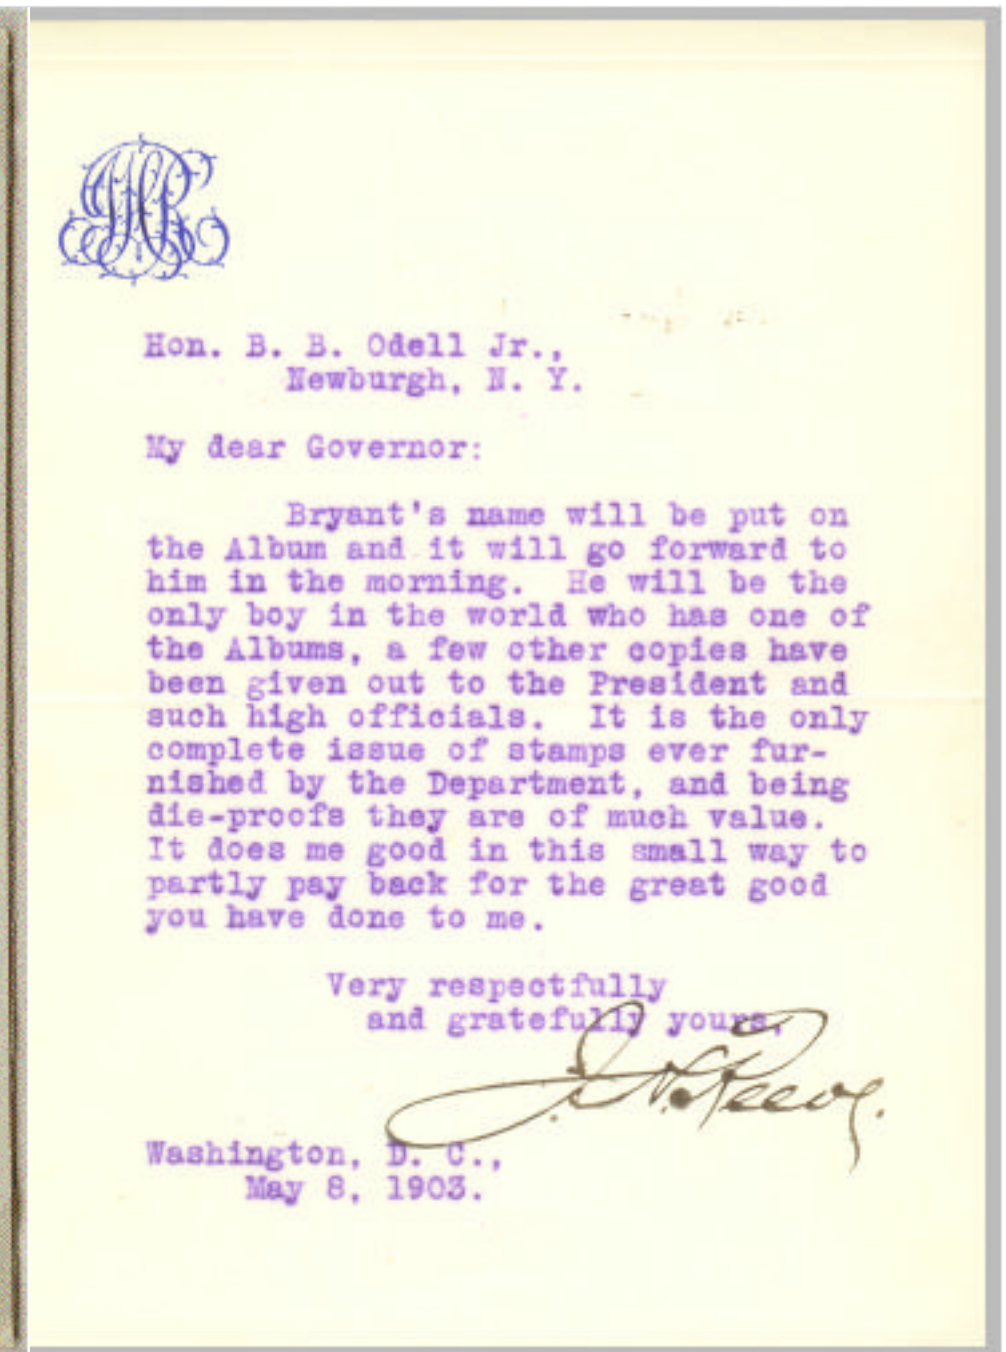 Hon. B. B. Odell Jr.,
Newburgh, N. Y.
My dear Governor:
Bryant's name will be put on
the Album and it will go forward to
him in the morning. He will be the
only boy in the world who has one of
the Albums, a few other copies have
been given out to the President and
such high officials. It is the only
complete issue of stamps ever fur-
nished by the Department, and being
die-proofs they are of much value.
It does me good in this small way to
partly pay back for the great good
you have done to me.
Very respectfully
and gratefully yours,
Washington, D. C.,
May 8, 1903.